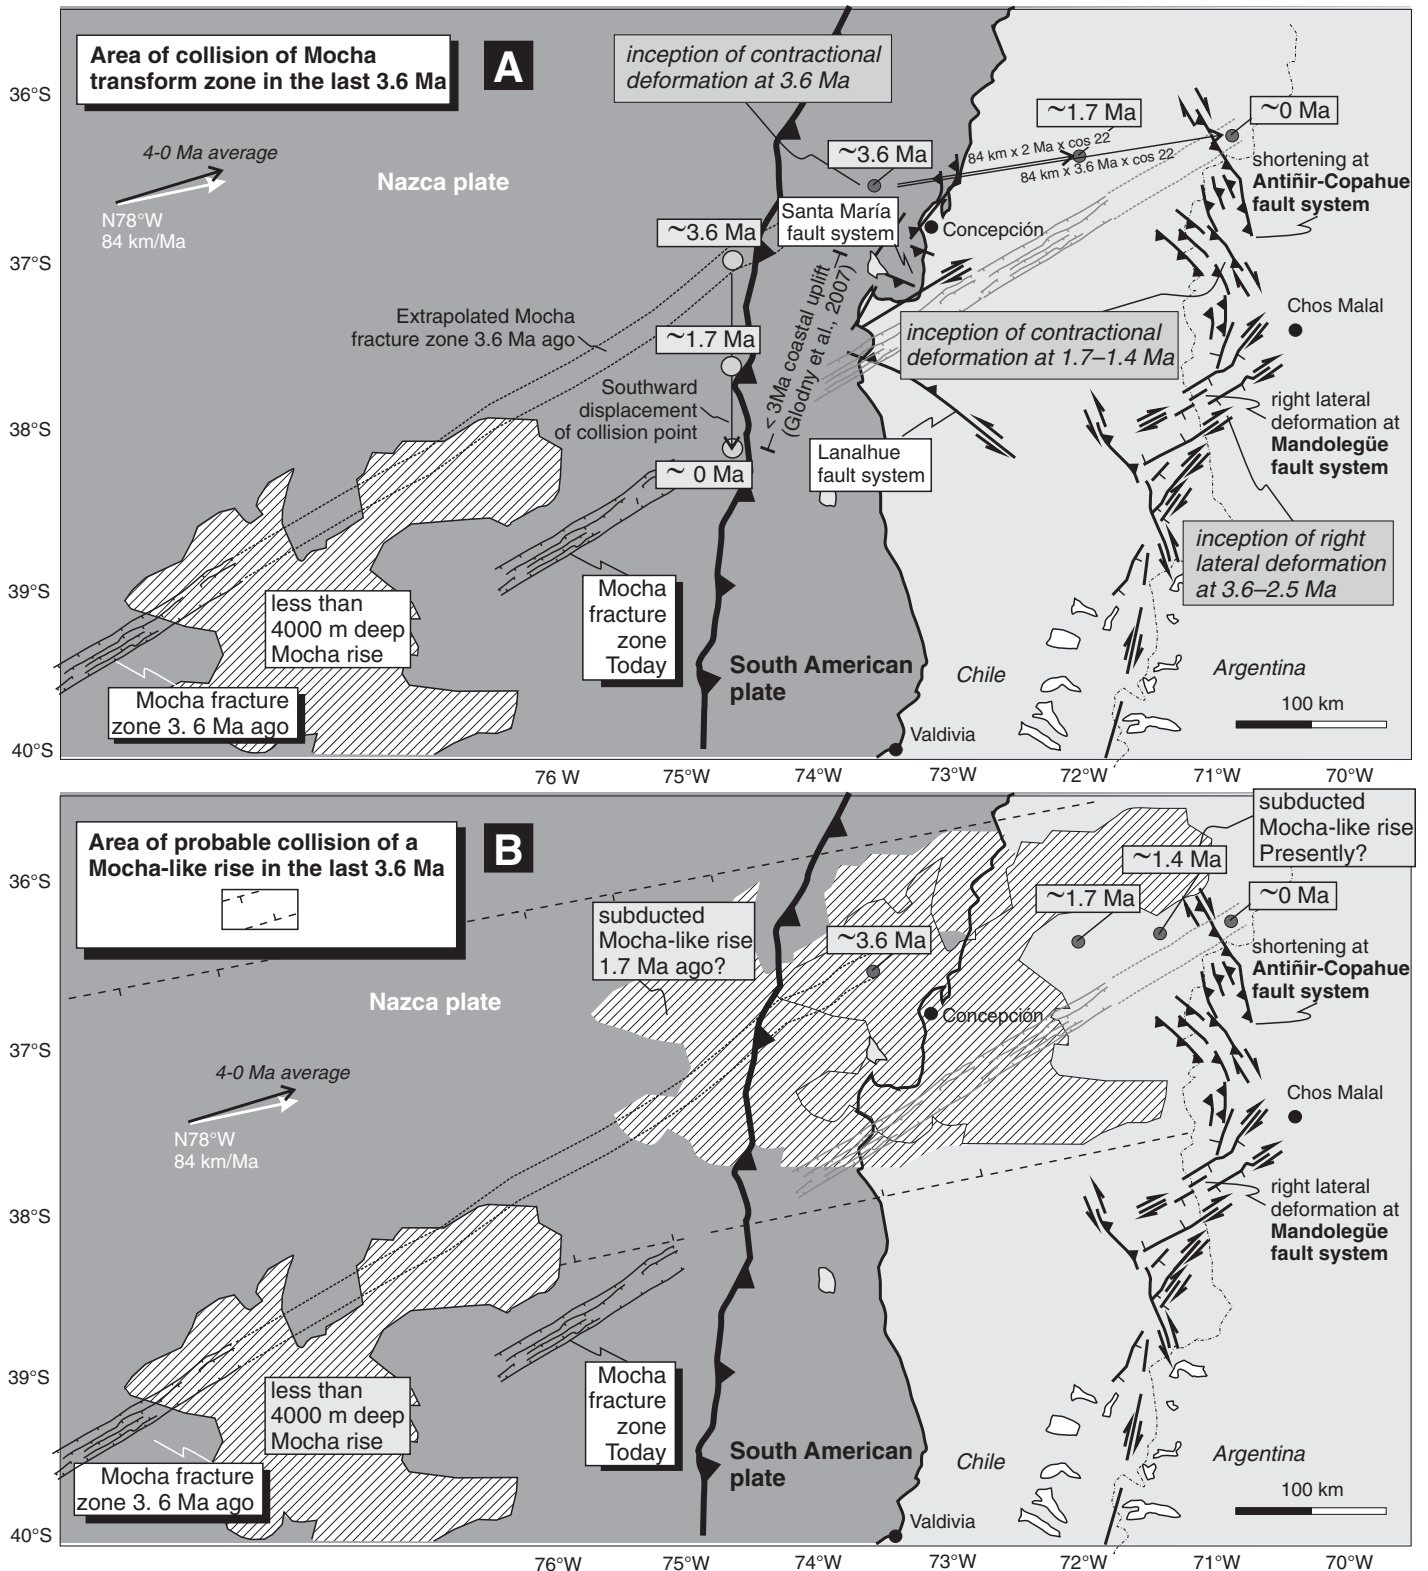 Area of collision of Mocha
transform zone in the last 3.6 Ma
A
inception of contractional
deformation at 3.6 Ma
36°S
37°S
38°S
39°S
40°S
4-0 Ma average
N78°W
84 km/Ma
Nazca plate
~3.6 Ma
~1.7 Ma
~0 Ma
84 km x 2 Ma x cos 22
84 km x 3.6 Ma x cos 22
shortening at
Antiñir-Copahue
fault system
Santa María
fault system
Concepción
~3.6 Ma
~1.7 Ma
~ 0 Ma
Extrapolated Mocha
fracture zone 3.6 Ma ago
Southward
displacement
of collision point
< 3Ma coastal uplift
(Glodny et al., 2007)
inception of contractional
deformation at 1.7–1.4 Ma
Chos Malal
right lateral
deformation at
Mandolegüe
fault system
Lanalhue
fault system
inception of right
lateral deformation
at 3.6–2.5 Ma
less than
4000 m deep
Mocha rise
Mocha
fracture
zone
Today
Mocha fracture
zone 3. 6 Ma ago
South American
plate
Chile
Argentina
100 km
Valdivia
76 W
75°W
74°W
73°W
72°W
71°W
70°W
Area of probable collision of a
Mocha-like rise in the last 3.6 Ma
B
subducted
Mocha-like rise
Presently?
36°S
37°S
38°S
39°S
40°S
~1.4 Ma
~1.7 Ma
~0 Ma
~3.6 Ma
subducted
Mocha-like rise
1.7 Ma ago?
shortening at
Antiñir-Copahue
fault system
Nazca plate
Concepción
4-0 Ma average
N78°W
84 km/Ma
Chos Malal
right lateral
deformation at
Mandolegüe
fault system
less than
4000 m deep
Mocha rise
Mocha
fracture
zone
Today
Mocha fracture
zone 3. 6 Ma ago
South American
plate
Chile
Argentina
100 km
Valdivia
76°W
75°W
74°W
73°W
72°W
71°W
70°W